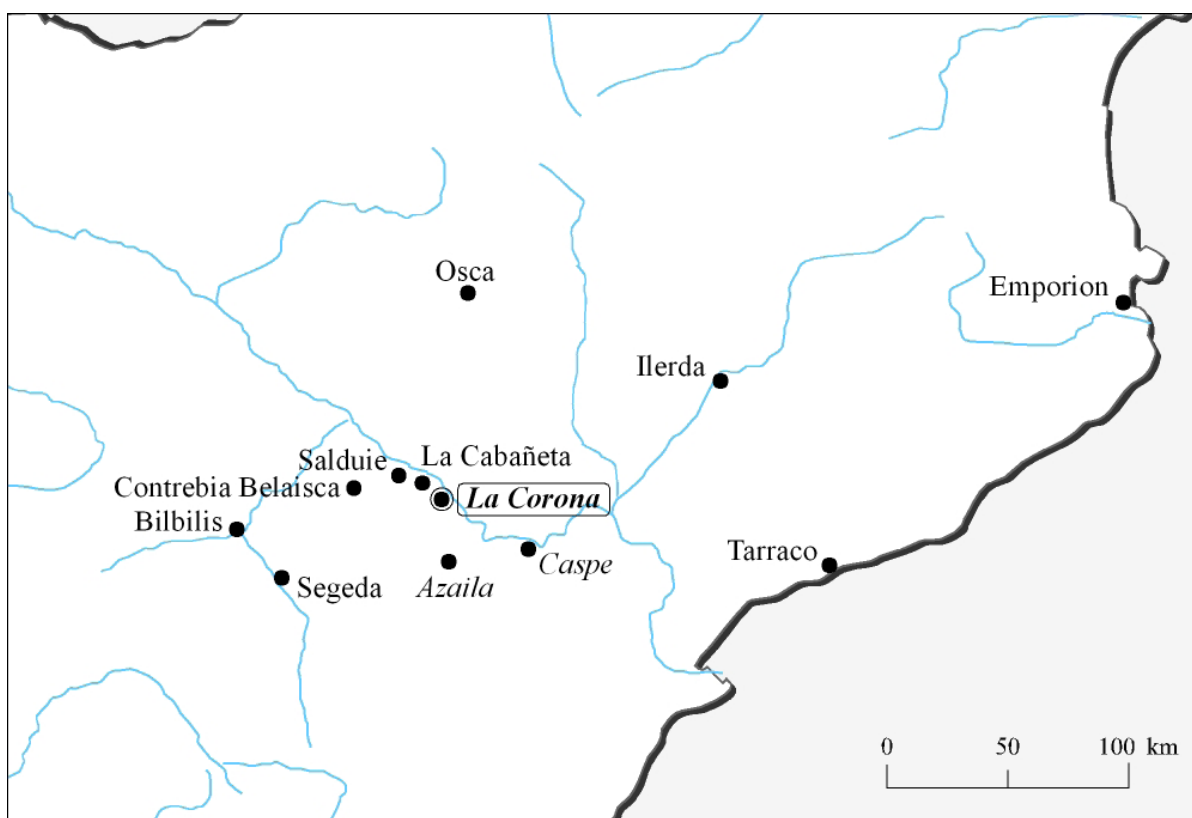 Osca
Emporion
Ilerda
La Cabañeta
Salduie
Contrebia Belaisca
La Corona
Bilbilis
Tarraco
Caspe
Segeda
Azaila
0 50 100 km